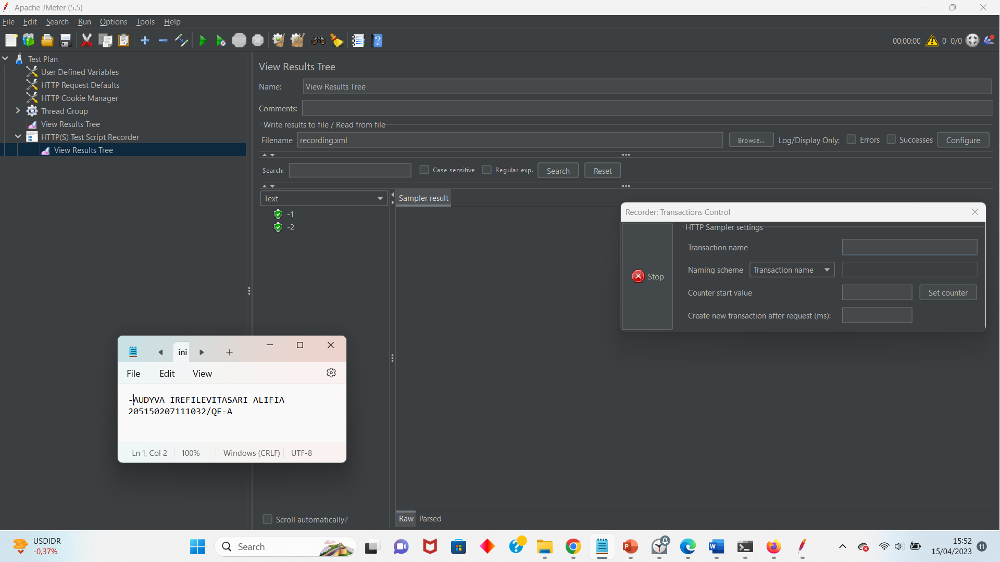 Apache JMeter (5.5)
File Edit Search Run Options Tools Help
00:00:00 0 0/0
Test Plan
User Defined Variables
HTTP Request Defaults
HTTP Cookie Manager
Thread Group
View Results Tree
HTTP(S) Test Script Recorder
View Results Tree
View Results Tree
Name: View Results Tree
Comments:
Write results to file / Read from file
Filename recording.xml Browse... Log/Display Only: Errors Successes Configure
Search: Case sensitive Regular exp. Search Reset
Text
-1
-2
Sampler result
Recorder: Transactions Control
HTTP Sampler settings
Transaction name
Naming scheme Transaction name
Counter start value Set counter
Create new transaction after request (ms):
Stop
ini
File Edit View
-AUDYVA IREFILEVITASARI ALIFIA
205150207111032/QE-A
Ln 1, Col 2 100% Windows (CRLF) UTF-8
Scroll automatically?
Raw Parsed
USDIDR
-0,37%
Search
15:52
15/04/2023
11